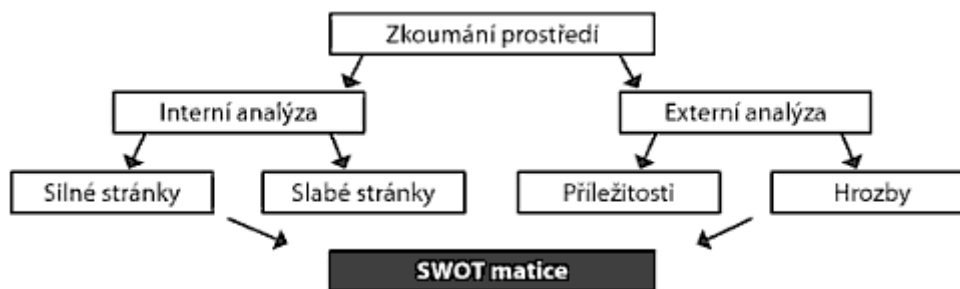 Zkoumání prostředí
Interní analýza
Externí analýza
Silné stránky
Slabé stránky
Příležitosti
Hrozby
SWOT matice